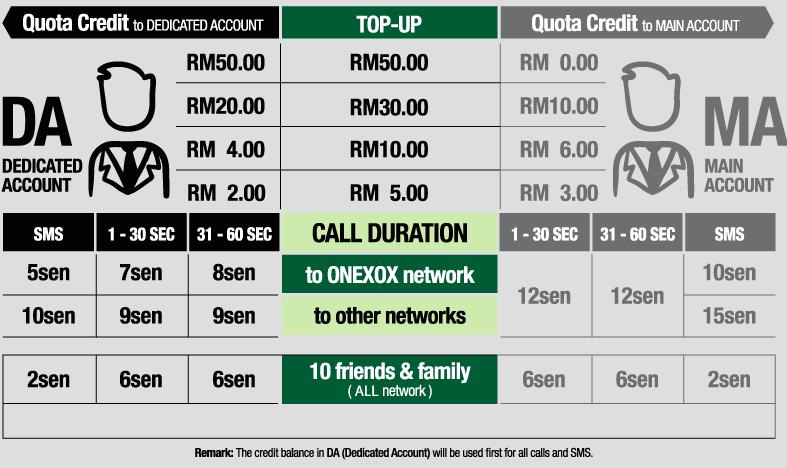 Quota Credit to DEDICATED ACCOUNT TOP-UP Quota Credit to MAIN ACCOUNT
DA
DEDICATED
ACCOUNT
RM50.00 RM50.00 RM 0.00
RM20.00 RM30.00 RM10.00
RM 4.00 RM10.00 RM 6.00
RM 2.00 RM 5.00 RM 3.00
MA
MAIN
ACCOUNT
SMS 1 - 30 SEC 31 - 60 SEC CALL DURATION 1 - 30 SEC 31 - 60 SEC SMS
5sen 7sen 8sen to ONEXOX network 12sen 12sen 10sen
10sen 9sen 9sen to other networks 15sen
2sen 6sen 6sen 10 friends & family 6sen 6sen 2sen
( ALL network )
Remark: The credit balance in DA (Dedicated Account) will be used first for all calls and SMS.